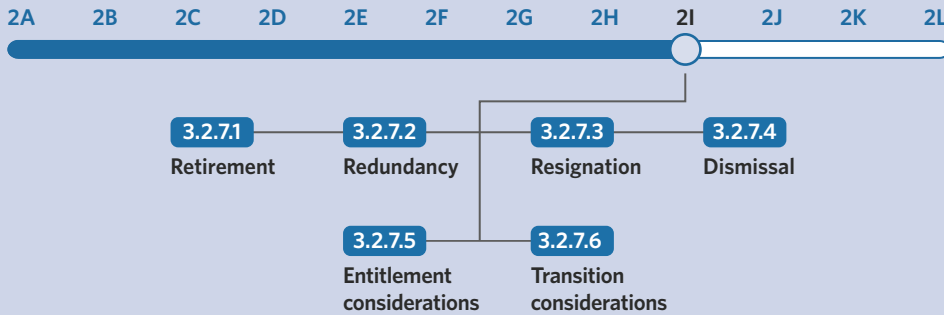 2A 2B 2C 2D 2E 2F 2G 2H 2I 2J 2K 2L
3.2.7.1 3.2.7.2 3.2.7.3 3.2.7.4
Retirement Redundancy Resignation Dismissal
3.2.7.5 3.2.7.6
Entitlement Transition
considerations considerations